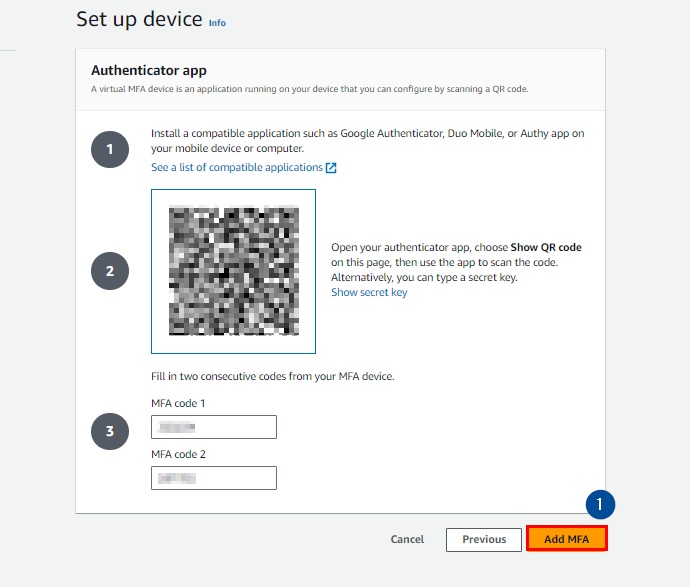 Set up device Info
Authenticator app
A virtual MFA device is an application running on your device that you can configure by scanning a QR code.
1
Install a compatible application such as Google Authenticator, Duo Mobile, or Authy app on
your mobile device or computer.
See a list of compatible applications
2
Open your authenticator app, choose Show QR code
on this page, then use the app to scan the code.
Alternatively, you can type a secret key.
Show secret key
Fill in two consecutive codes from your MFA device.
3
MFA code 1
MFA code 2
1
Cancel
Previous
Add MFA